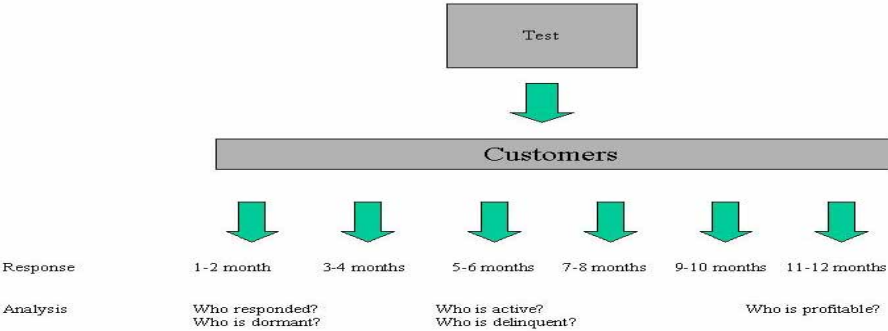 Test
Customers
Response 1-2 month 3-4 months 5-6 months 7-8 months 9-10 months 11-12 months
Analysis Who responded? Who is active? Who is profitable?
Who is dormant? Who is delinquent?